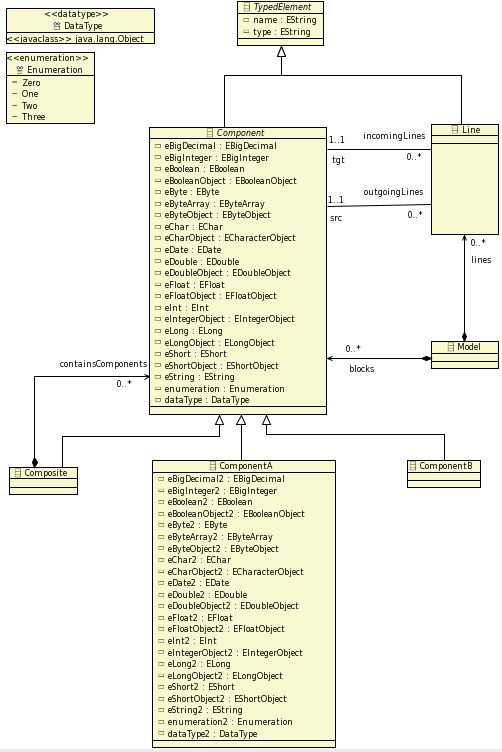 <<datatype>>
DataType
<<javaclass>> java.lang.Object
<<enumeration>>
Enumeration
Zero
One
Two
Three
TypedElement
name : EString
type : EString
Component
eBigDecimal : EBigDecimal
eBigInteger : EBigInteger
eBoolean : EBoolean
eBooleanObject : EBooleanObject
eByte : EByte
eByteArray : EByteArray
eByteObject : EByteObject
eChar : EChar
eCharObject : ECharacterObject
eDate : EDate
eDouble : EDouble
eDoubleObject : EDoubleObject
eFloat : EFloat
eFloatObject : EFloatObject
eInt : EInt
eIntegerObject : EIntegerObject
eLong : ELong
eLongObject : ELongObject
eShort : EShort
eShortObject : EShortObject
eString : EString
enumeration : Enumeration
dataType : DataType
1..1
incomingLines
tgt
0..*
outgoingLines
1..1
src
0..*
Line
0..*
lines
Model
0..*
blocks
containsComponents
0..*
Composite
ComponentA
eBigDecimal2 : EBigDecimal
eBigInteger2 : EBigInteger
eBoolean2 : EBoolean
eBooleanObject2 : EBooleanObject
eByte2 : EByte
eByteArray2 : EByteArray
eByteObject2 : EByteObject
eChar2 : EChar
eCharObject2 : ECharacterObject
eDate2 : EDate
eDouble2 : EDouble
eDoubleObject2 : EDoubleObject
eFloat2 : EFloat
eFloatObject2 : EFloatObject
eInt2 : EInt
eIntegerObject2 : EIntegerObject
eLong2 : ELong
eLongObject2 : ELongObject
eShort2 : EShort
eShortObject2 : EShortObject
eString2 : EString
enumeration2 : Enumeration
dataType2 : DataType
ComponentB